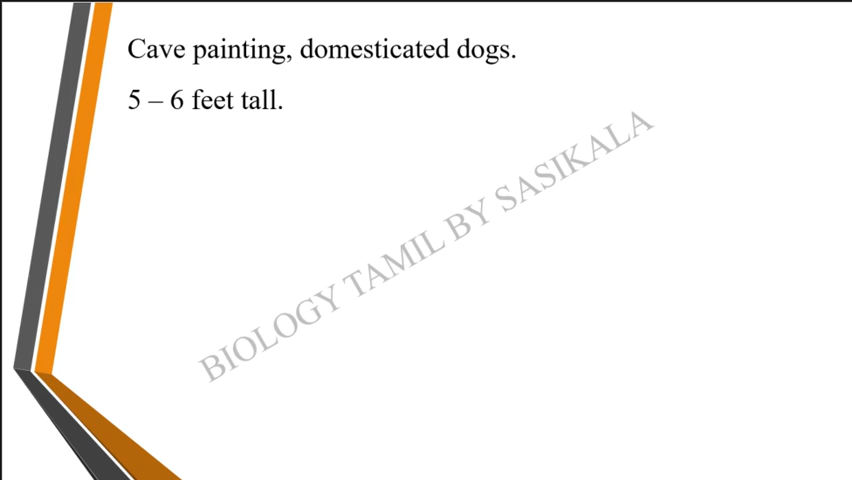 Cave painting, domesticated dogs.
5 – 6 feet tall.
BIOLOGY TAMIL BY SASIKALA